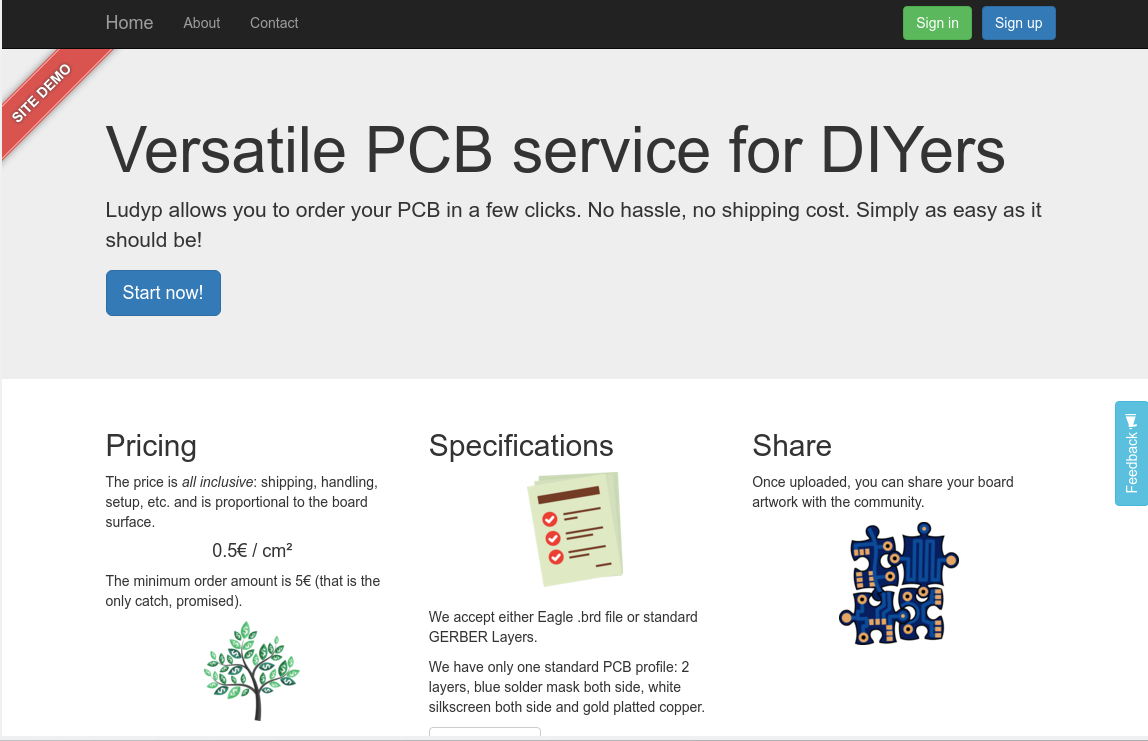 Home About Contact Sign in Sign up
SITE DEMO
Versatile PCB service for DIYers
Ludyp allows you to order your PCB in a few clicks. No hassle, no shipping cost. Simply as easy as it
should be!
Start now!
Pricing
The price is all inclusive: shipping, handling,
setup, etc. and is proportional to the board
surface.
0.5€ / cm²
The minimum order amount is 5€ (that is the
only catch, promised).
Specifications
We accept either Eagle .brd file or standard
GERBER Layers.
We have only one standard PCB profile: 2
layers, blue solder mask both side, white
silkscreen both side and gold platted copper.
Share
Once uploaded, you can share your board
artwork with the community.
Feedback